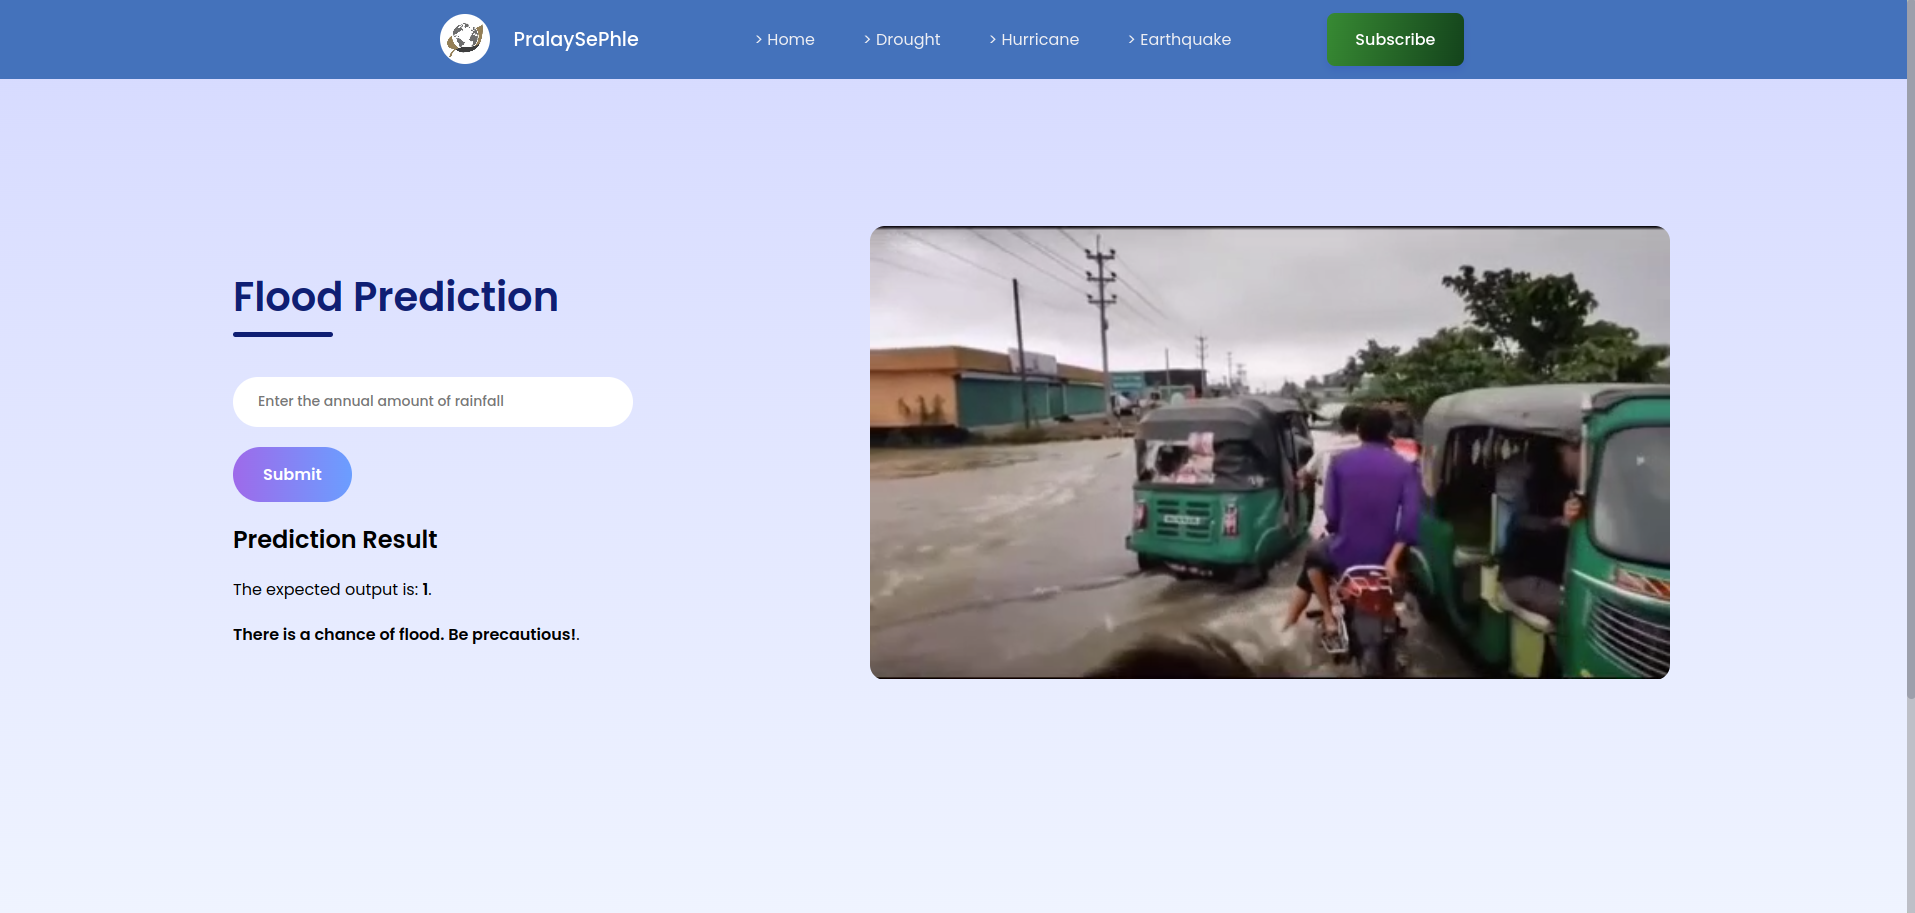 PralaySePhle
> Home
> Drought
> Hurricane
> Earthquake
Subscribe
Flood Prediction
Enter the annual amount of rainfall
Submit
Prediction Result
The expected output is: 1.
There is a chance of flood. Be precautious!.